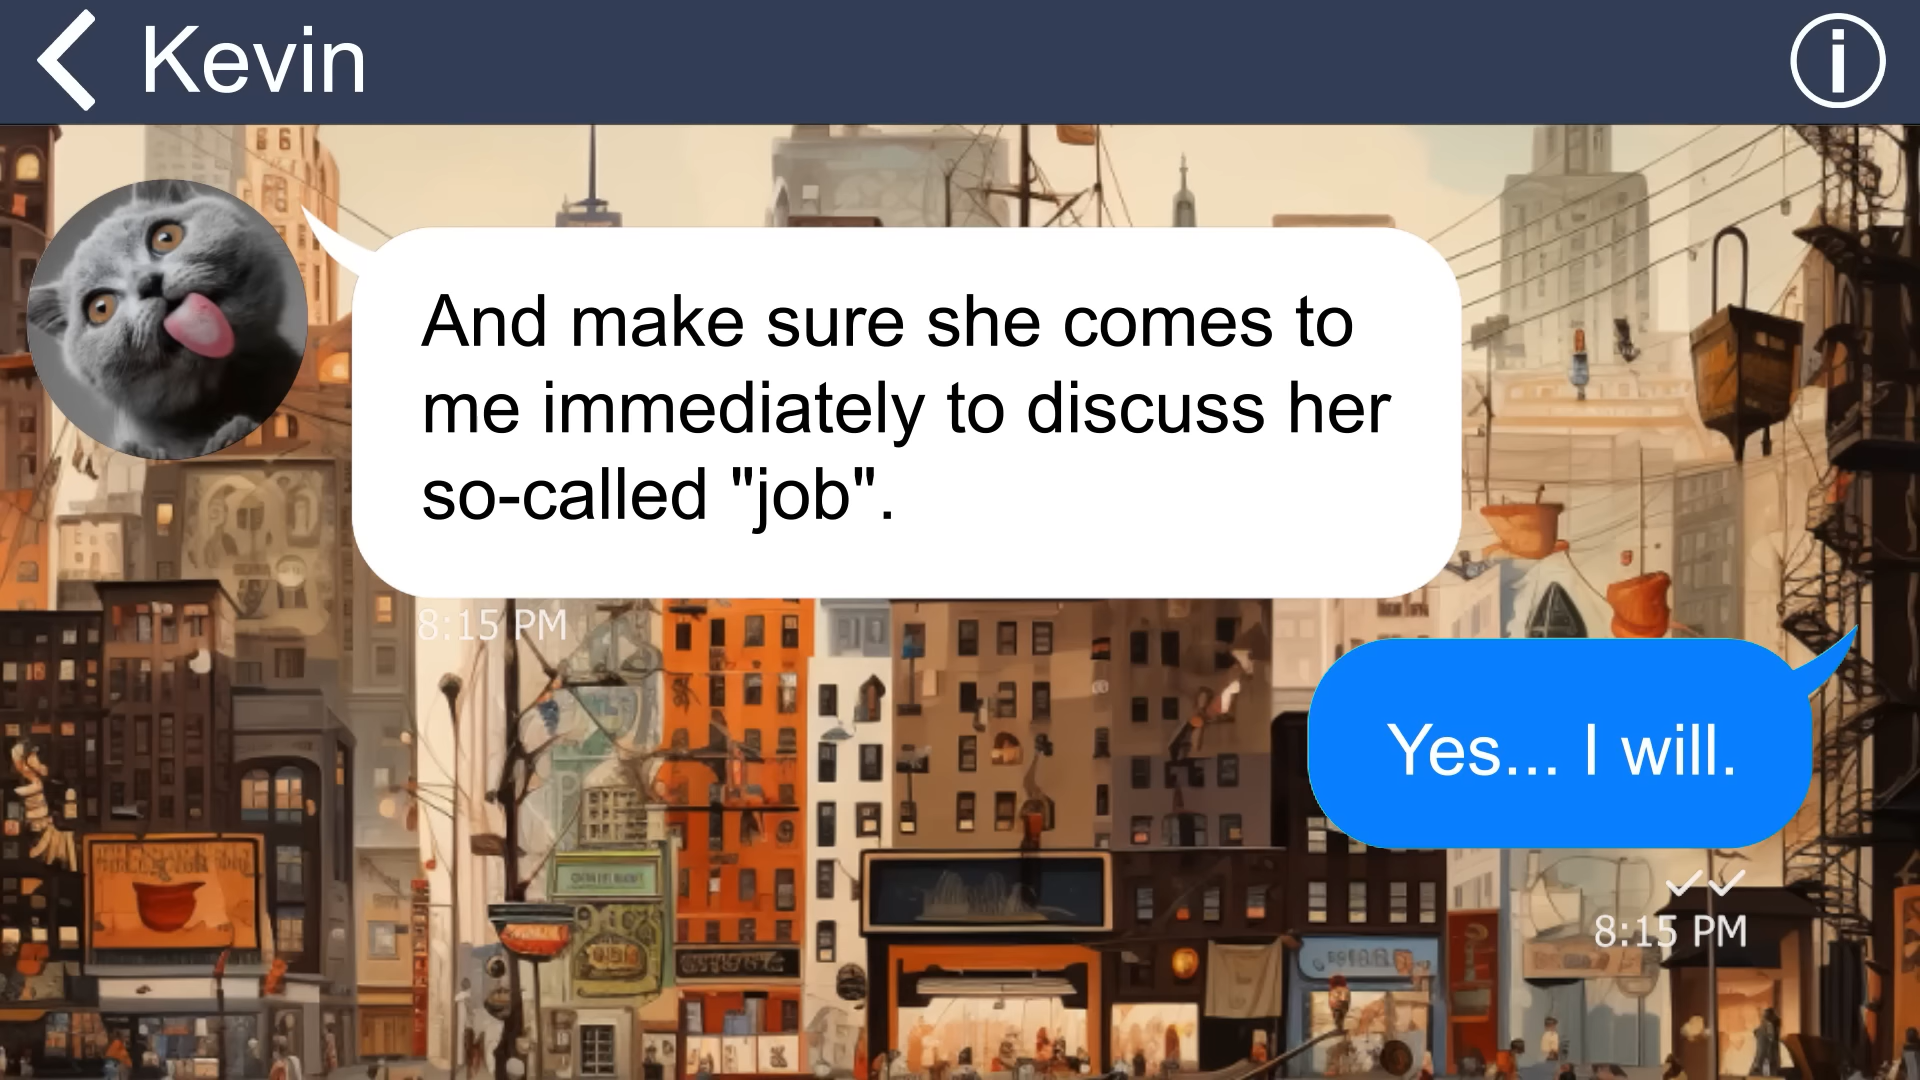 Kevin
And make sure she comes to
me immediately to discuss her
so-called "job".
8:15 PM
Yes... I will.
8:15 PM